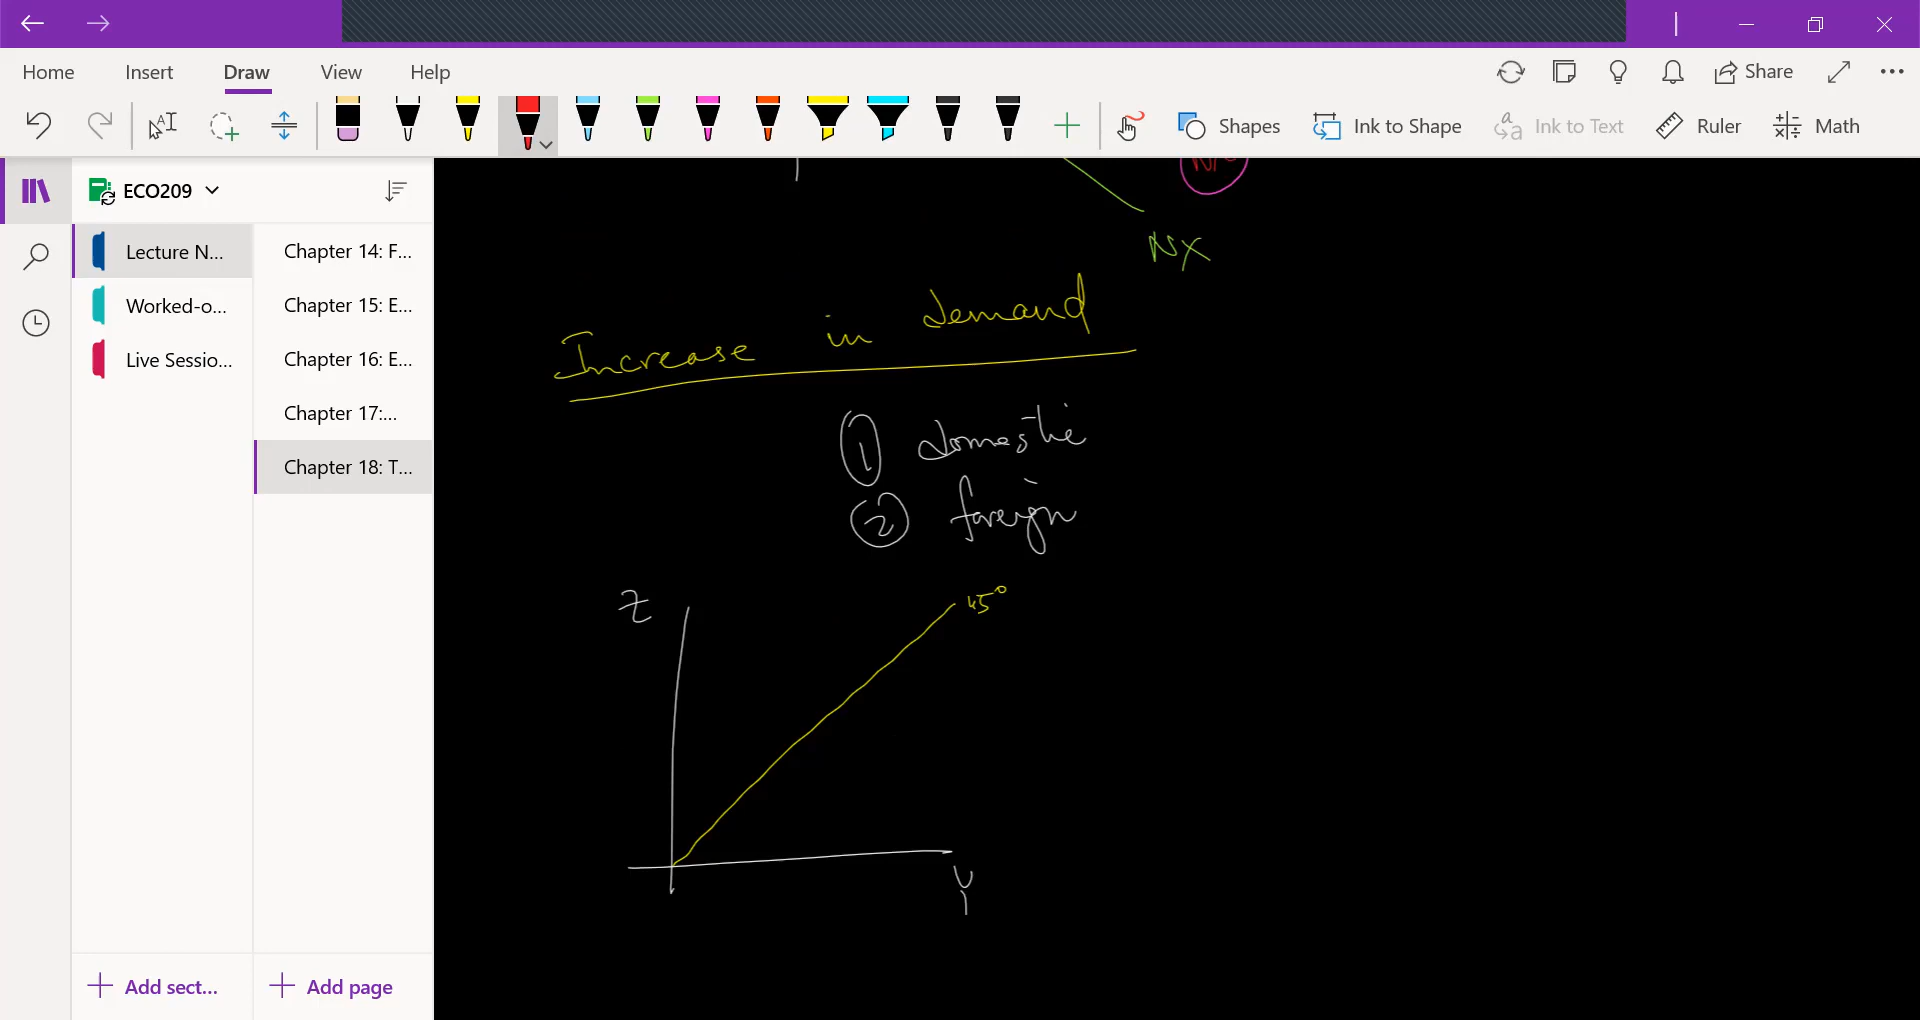 Home Insert Draw View Help Share
Shapes Ink to Shape Ink to Text Ruler Math
ECO209
Lecture N...
Worked-o...
Live Sessio...
Chapter 14: F...
Chapter 15: E...
Chapter 16: E...
Chapter 17:...
Chapter 18: T...
Add sect...
Add page
NX
Increase in demand
1 domestic
2 foreign
Z
45°
Y